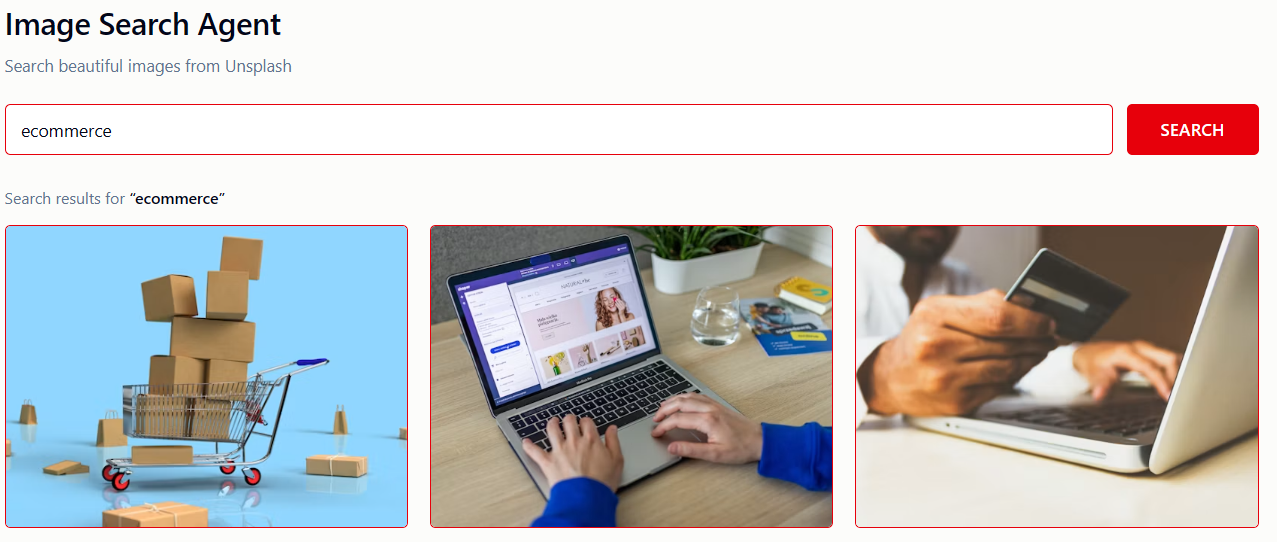 Image Search Agent
Search beautiful images from Unsplash
ecommerce
SEARCH
Search results for “ecommerce”